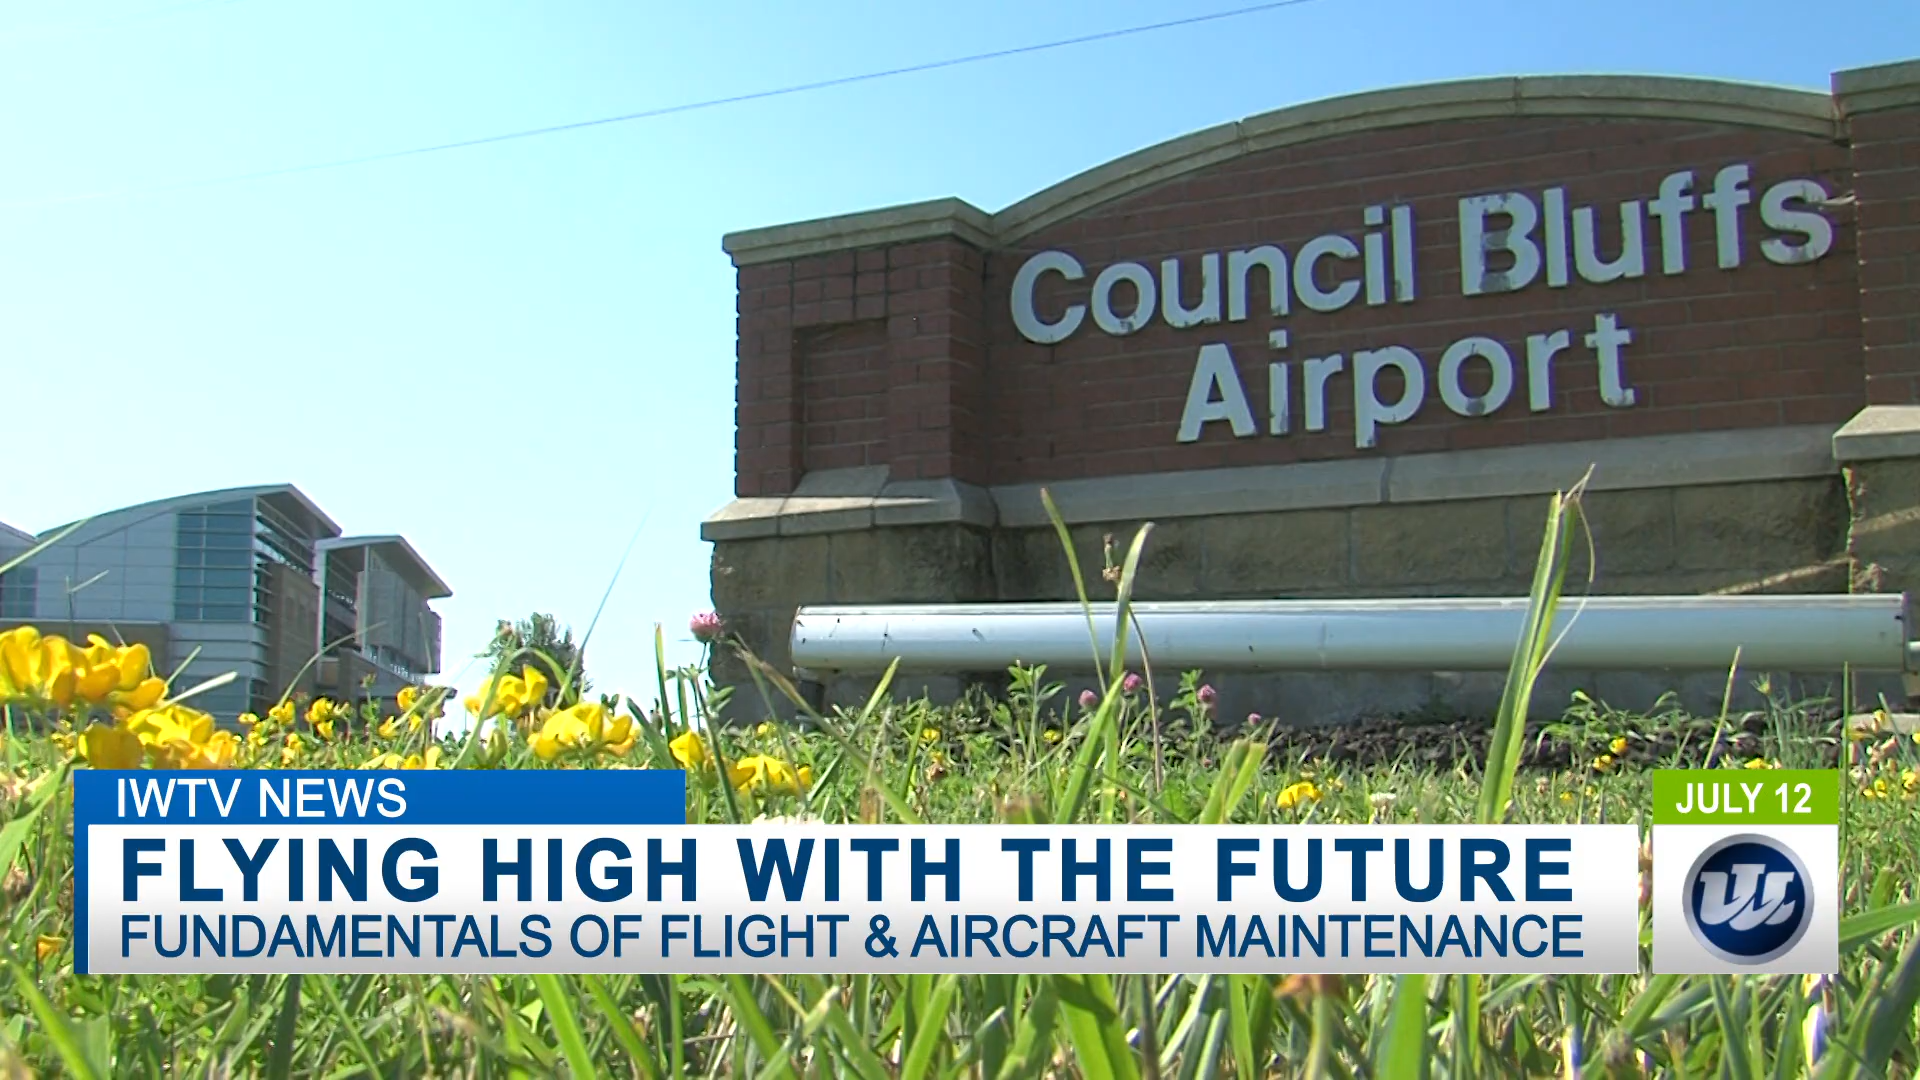 Council Bluffs
Airport
IWTV NEWS
FLYING HIGH WITH THE FUTURE
FUNDAMENTALS OF FLIGHT & AIRCRAFT MAINTENANCE
JULY 12